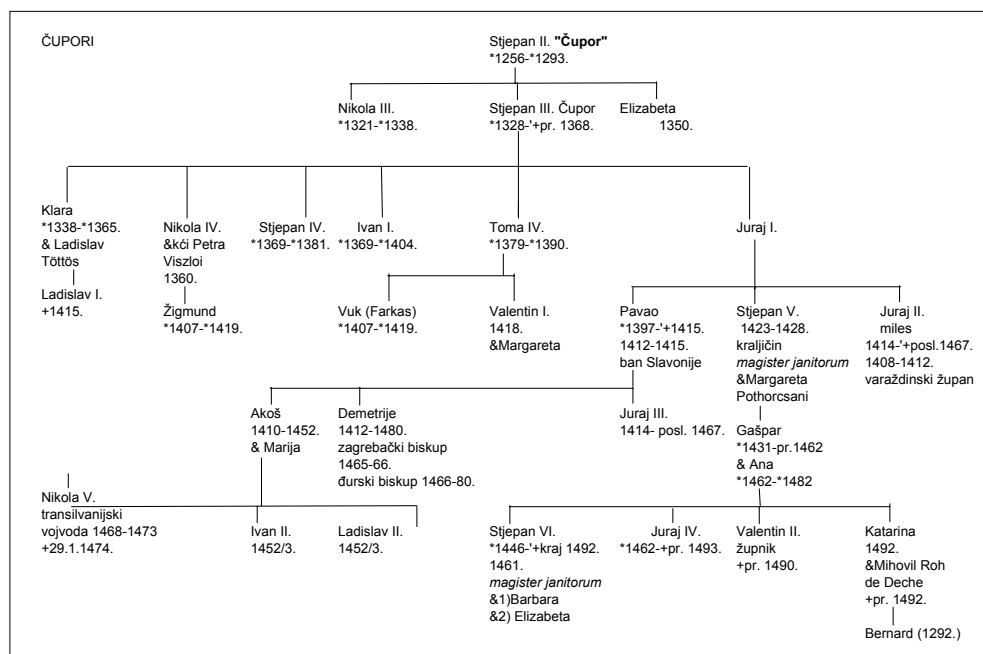 ČUPORI
Stjepan II. "Čupor"
*1256-*1293.
Nikola III.
*1321-*1338.
Stjepan III. Čupor
*1328-'+pr. 1368.
Elizabeta
1350.
Klara
*1338-*1365.
& Ladislav
Töttös
Ladislav I.
+1415.
Nikola IV.
&kći Petra
Viszloi
1360.
Žigmund
*1407-*1419.
Stjepan IV.
*1369-*1381.
Ivan I.
*1369-*1404.
Toma IV.
*1379-*1390.
Juraj I.
Vuk (Farkas)
*1407-*1419.
Valentin I.
1418.
&Margareta
Pavao
*1397-'+1415.
1412-1415.
ban Slavonije
Stjepan V.
1423-1428.
kraljičin
magister janitorum
&Margareta
Pothorcsani
Juraj II.
miles
1414-'+posl.1467.
1408-1412.
varaždinski župan
Akoš
1410-1452.
& Marija
Demetrije
1412-1480.
zagrebački biskup
1465-66.
đurski biskup 1466-80.
Juraj III.
1414- posl. 1467.
Gašpar
*1431-pr.1462
& Ana
*1462-*1482
Nikola V.
transilvanijski
vojvoda 1468-1473
+29.1.1474.
Ivan II.
1452/3.
Ladislav II.
1452/3.
Stjepan VI.
*1446-'+kraj 1492.
1461.
magister janitorum
&1)Barbara
&2) Elizabeta
Juraj IV.
*1462-+pr. 1493.
Valentin II.
župnik
+pr. 1490.
Katarina
1492.
&Mihovil Roh
de Deche
+pr. 1492.
Bernard (1292.)